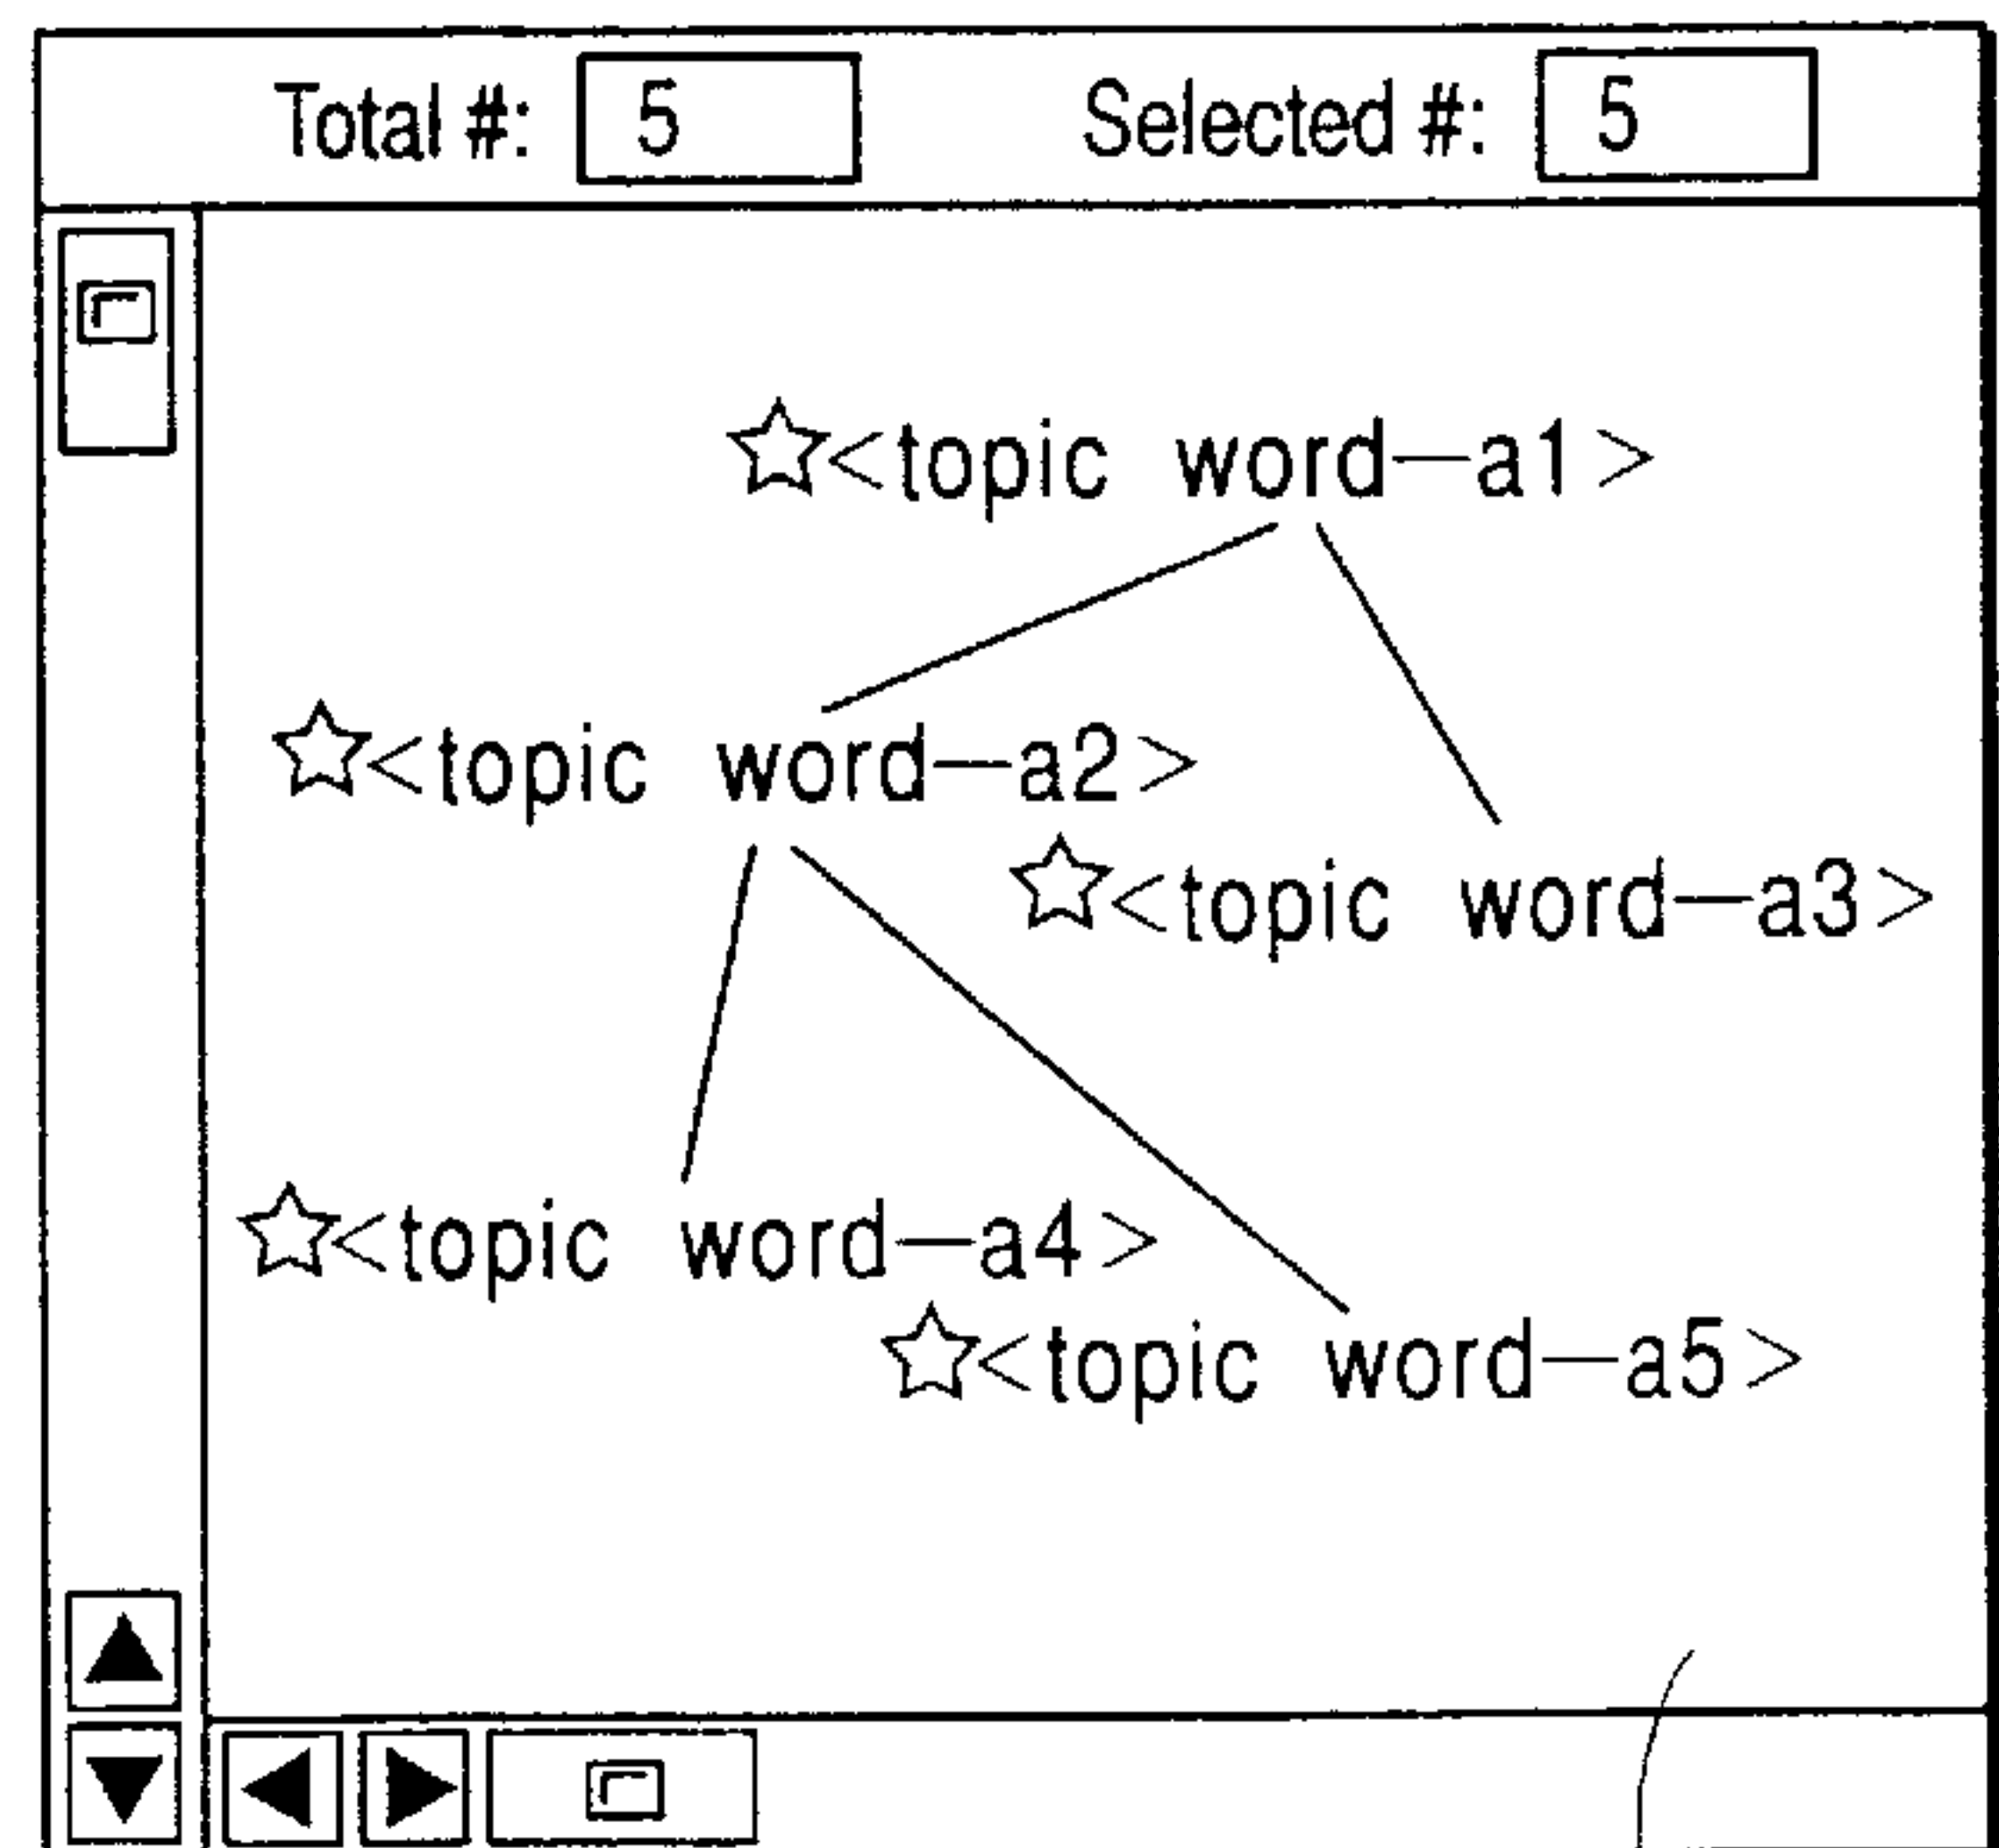 Total #: 5 Selected #: 5
☆<topic word—a1>
☆<topic word—a2>
☆<topic word—a3>
☆<topic word—a4>
☆<topic word—a5>